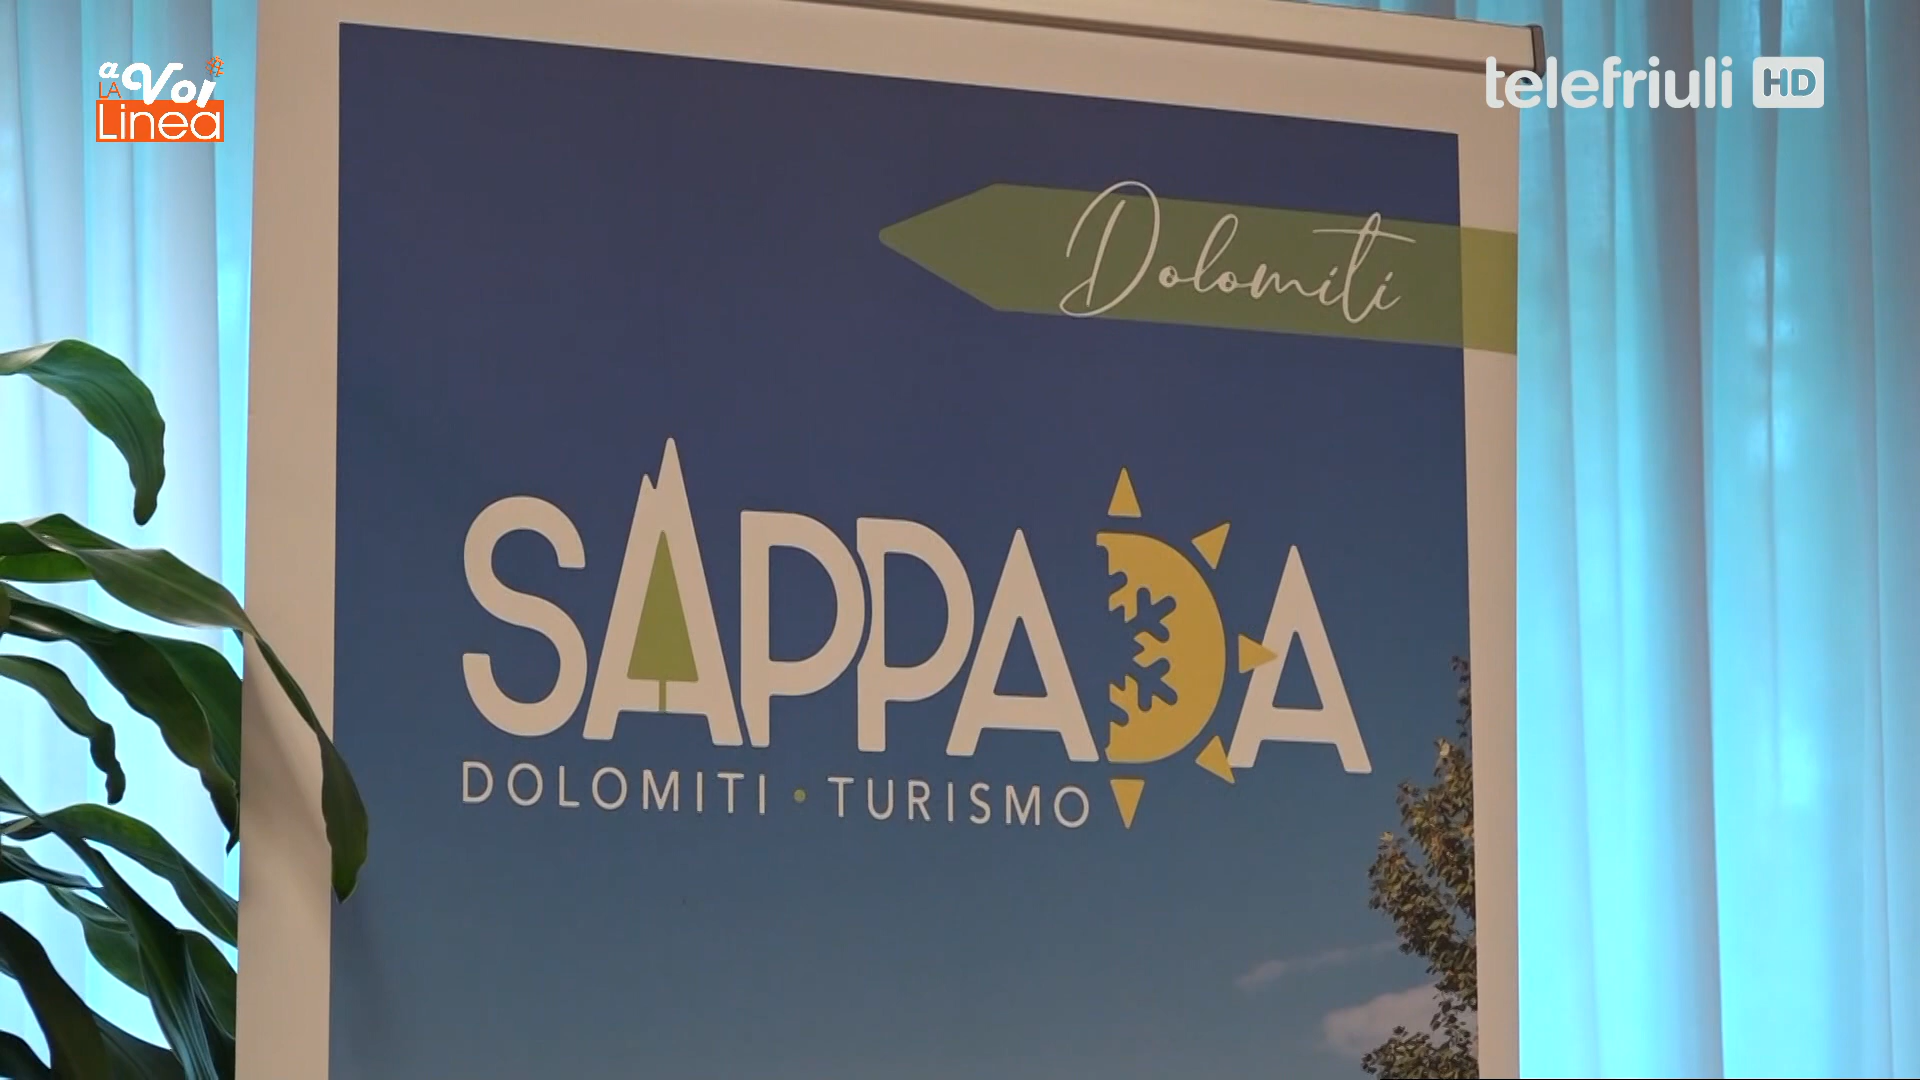 a Voi
LA
Linea
telefriuli HD
Dolomiti
SAPPADA
DOLOMITI • TURISMO